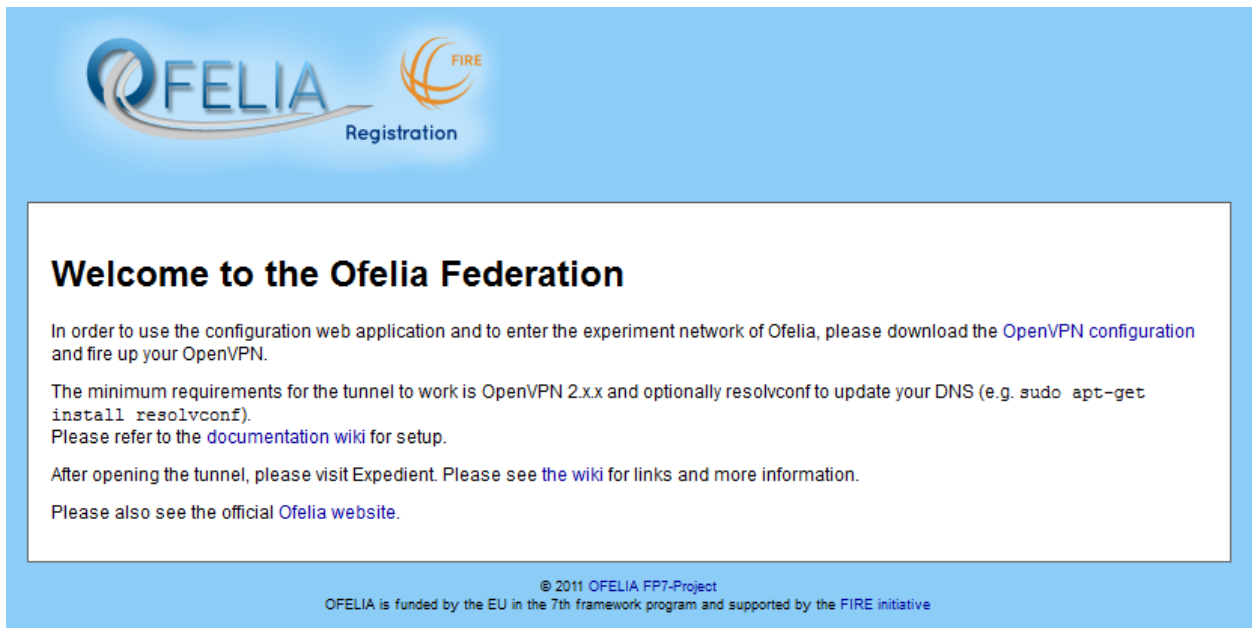 OFELIA
FIRE
Registration
Welcome to the Ofelia Federation
In order to use the configuration web application and to enter the experiment network of Ofelia, please download the OpenVPN configuration
and fire up your OpenVPN.
The minimum requirements for the tunnel to work is OpenVPN 2.x.x and optionally resolvconf to update your DNS (e.g. sudo apt-get
install resolvconf).
Please refer to the documentation wiki for setup.
After opening the tunnel, please visit Expedient. Please see the wiki for links and more information.
Please also see the official Ofelia website.
© 2011 OFELIA FP7-Project
OFELIA is funded by the EU in the 7th framework program and supported by the FIRE initiative